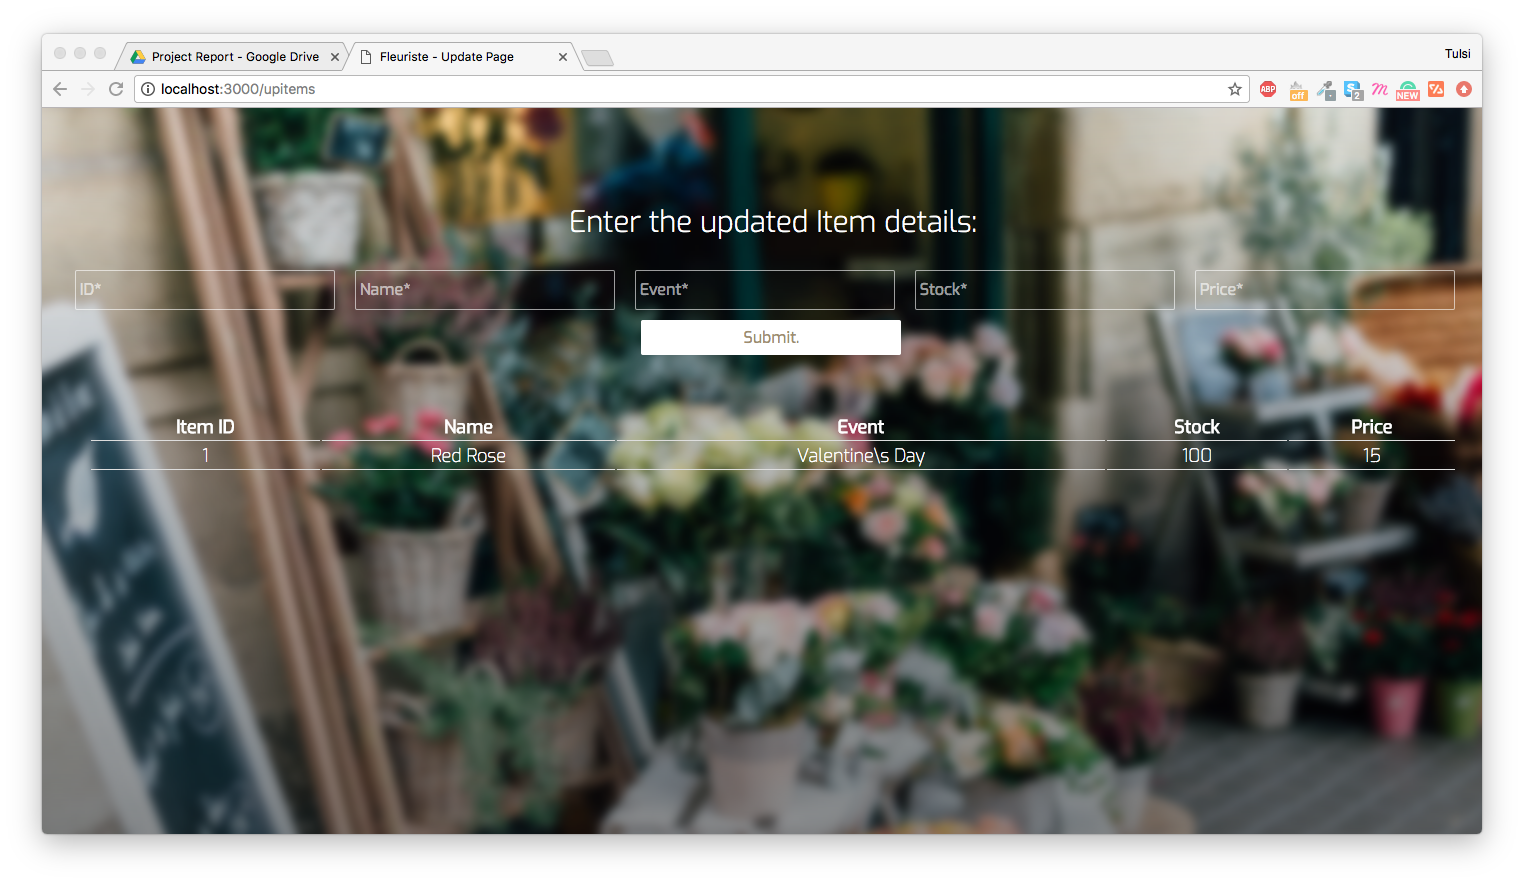 Project Report - Google Drive
Fleuriste - Update Page
Tulsi
localhost:3000/upitems
ABP
off
2
NEW
Enter the updated Item details:
ID* Name* Event* Stock* Price*
Submit.
Item ID Name Event Stock Price
1 Red Rose Valentine\s Day 100 15